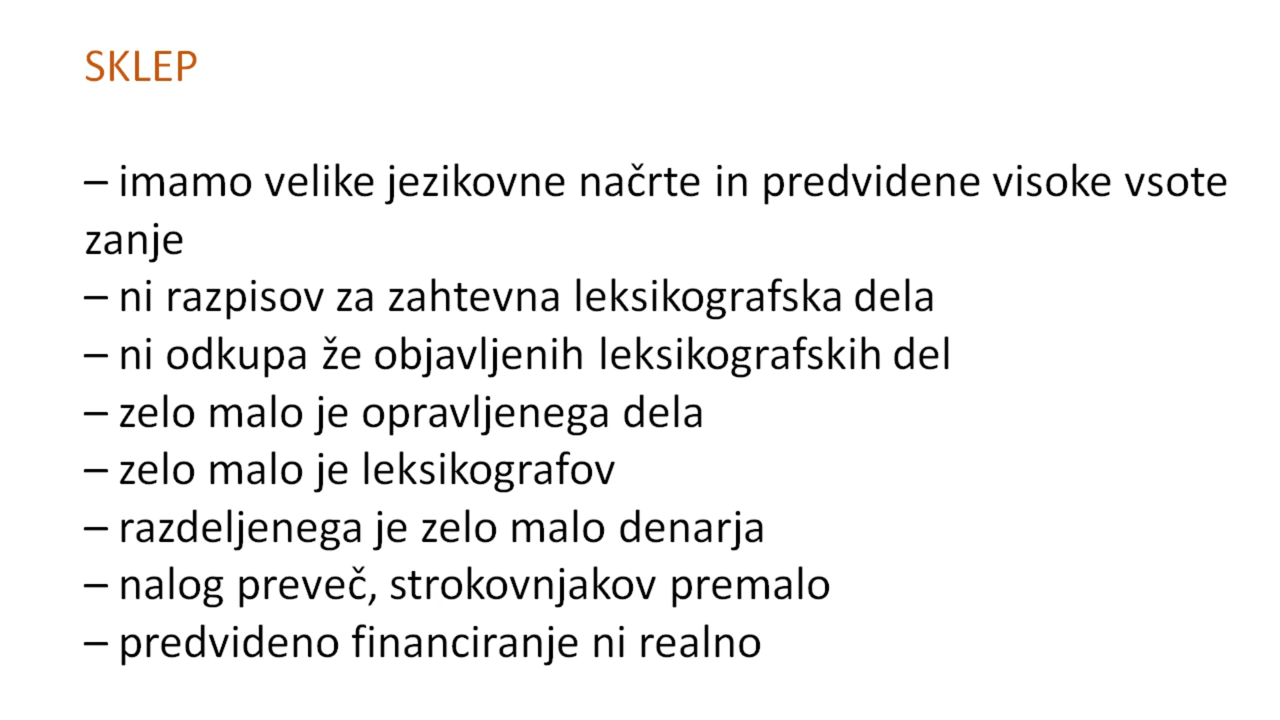 SKLEP
– imamo velike jezikovne načrte in predvidene visoke vsote
zanje
– ni razpisov za zahtevna leksikografska dela
– ni odkupa že objavljenih leksikografskih del
– zelo malo je opravljenega dela
– zelo malo je leksikografov
– razdeljenega je zelo malo denarja
– nalog preveč, strokovnjakov premalo
– predvideno financiranje ni realno